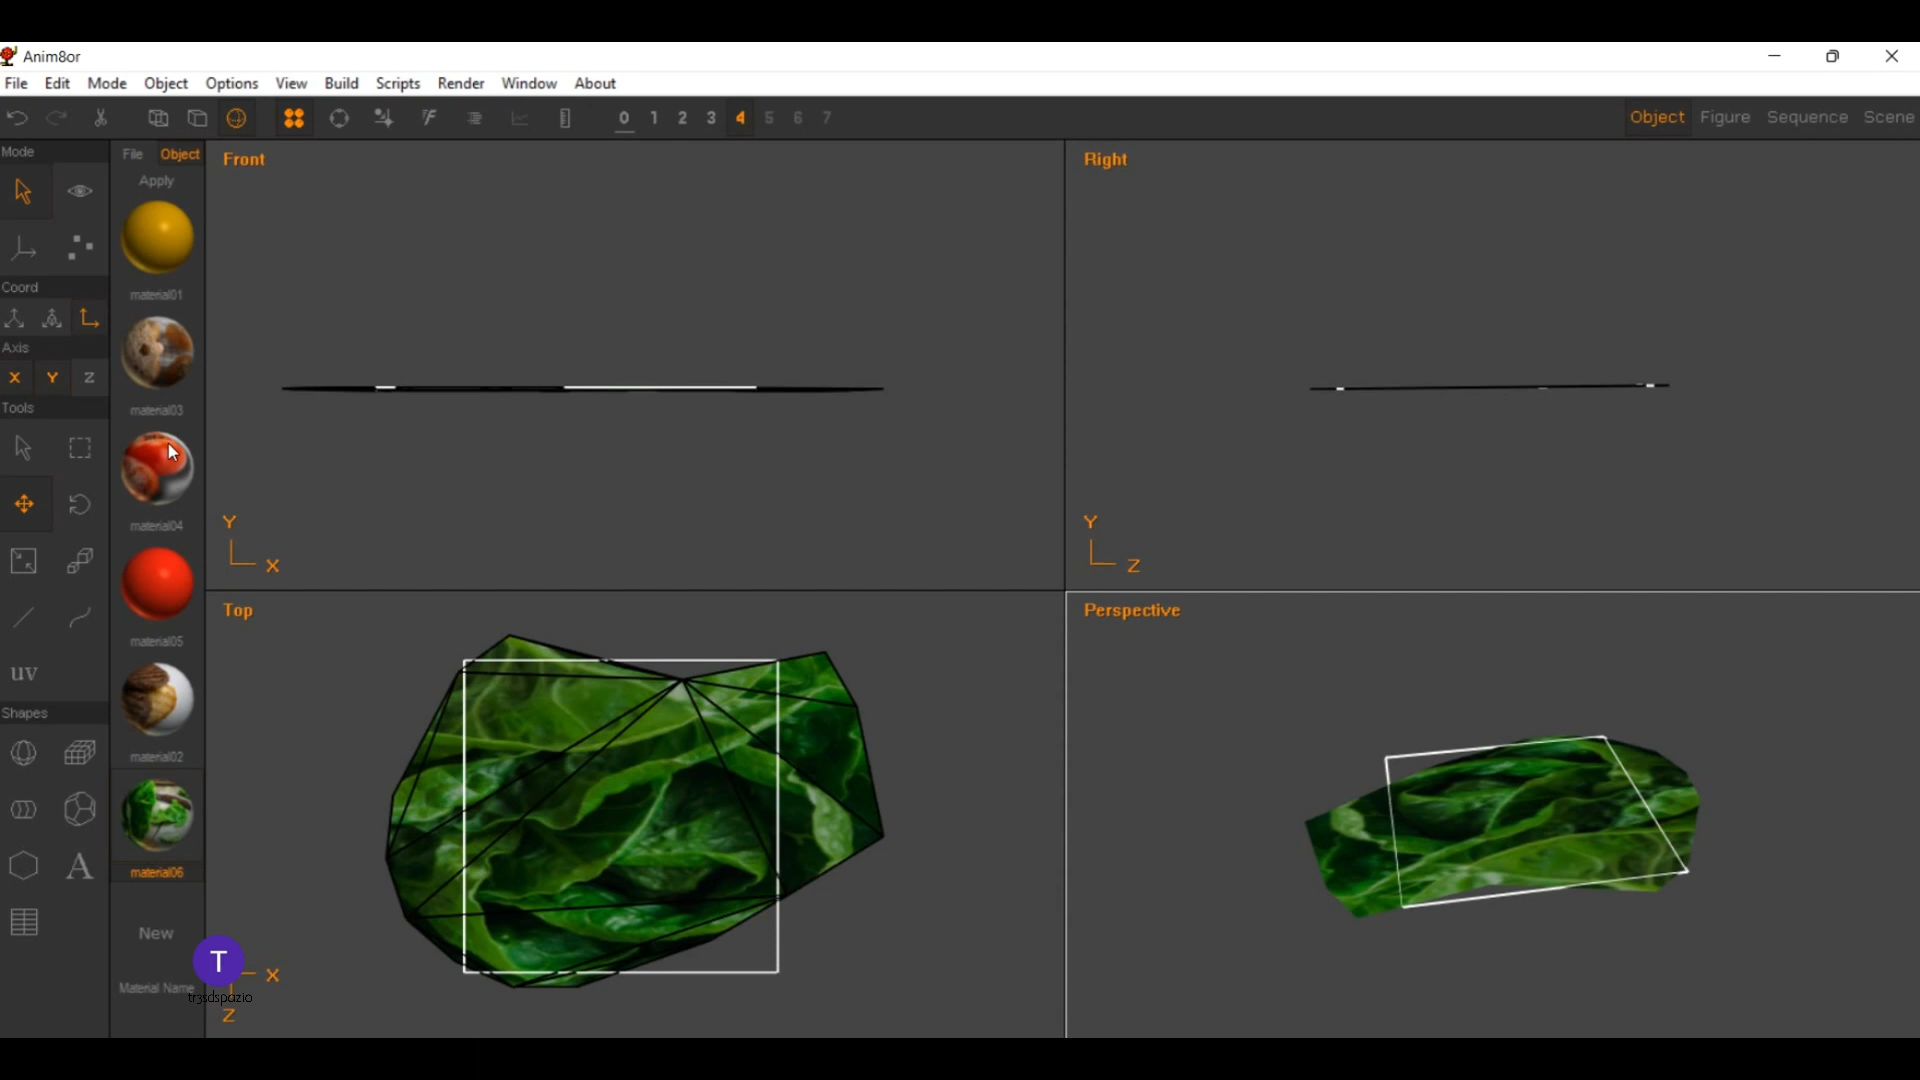 Anim8or
File Edit Mode Object Options View Build Scripts Render Window About
0 1 2 3 4 5 6 7
Object Figure Sequence Scene
Mode
File Object
Apply
Front
Right
material01
Coord
Axis
X Y Z
material03
Tools
material04
Y
X
Y
Z
Top
Perspective
material05
uv
Shapes
material02
A
material06
New
T
X
Material Name
tr3sdspazio
Z